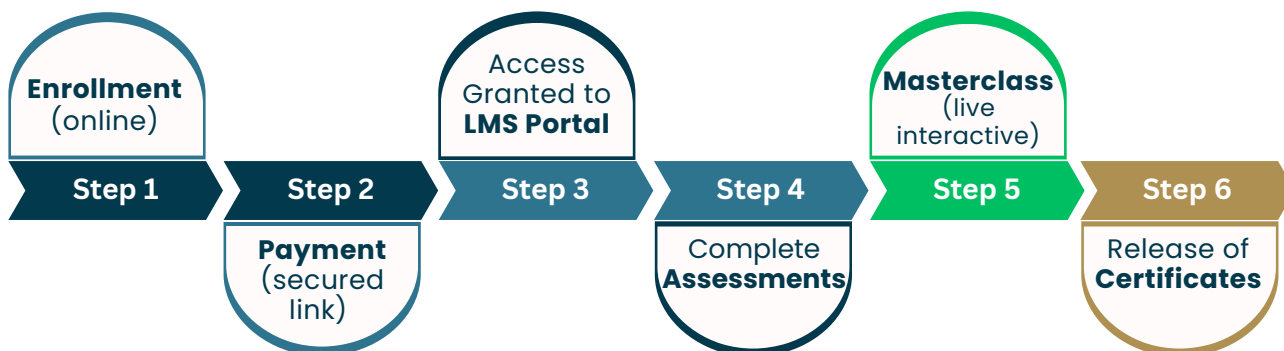 Enrollment
(online)
Access
Granted to
LMS Portal
Masterclass
(live
interactive)
Step 1
Step 2
Step 3
Step 4
Step 5
Step 6
Payment
(secured
link)
Complete
Assessments
Release of
Certificates